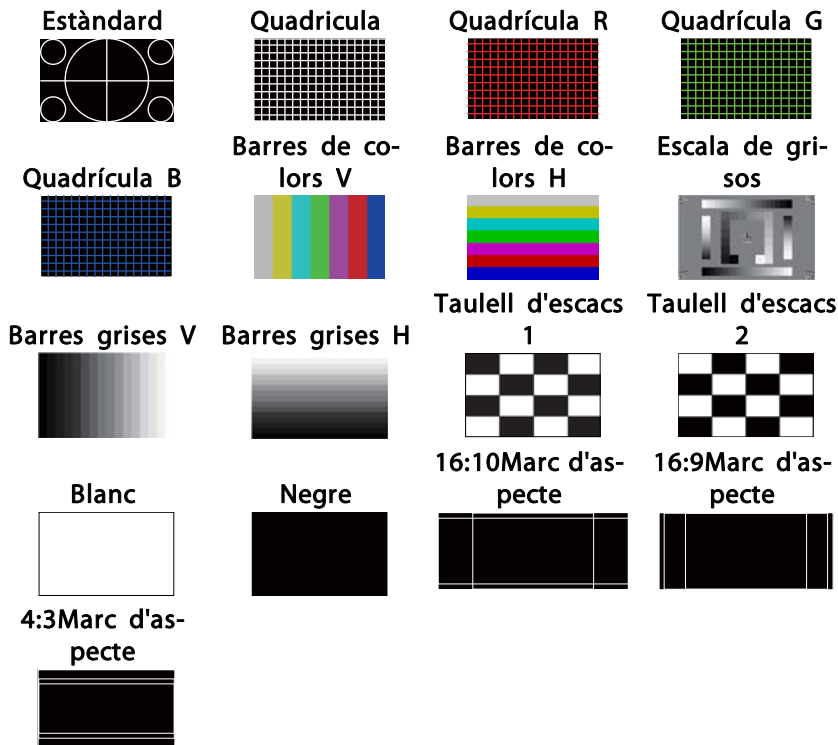 Estàndard
Quadricula
Quadrícula R
Quadrícula G
Quadrícula B
Barres de co-
lors V
Barres de co-
lors H
Escala de gri-
sos
Barres grises V
Barres grises H
Taulell d'escacs
1
Taulell d'escacs
2
Blanc
Negre
16:10Marc d'as-
pecte
16:9Marc d'as-
pecte
4:3Marc d'as-
pecte